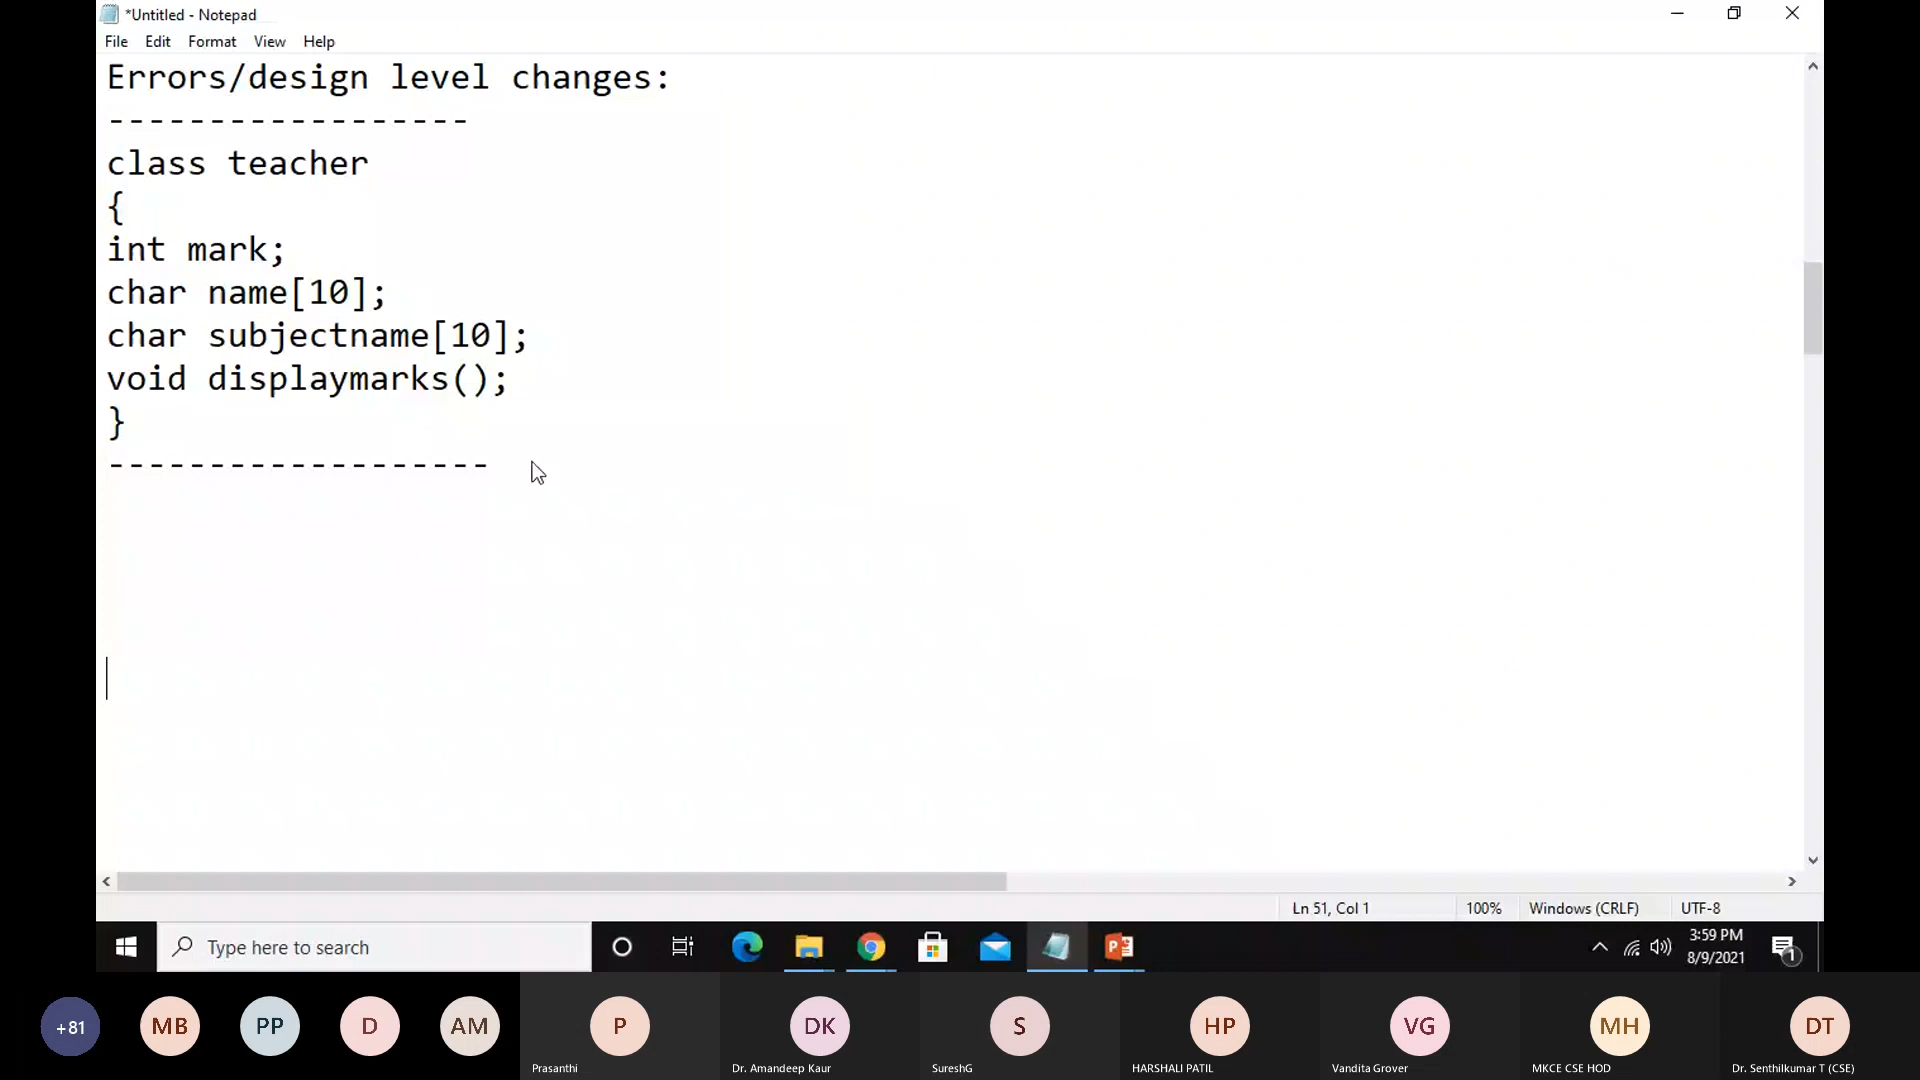 *Untitled - Notepad
File Edit Format View Help
Errors/design level changes:
------------------
class teacher
{
int mark;
char name[10];
char subjectname[10];
void displaymarks();
}
-------------------
Ln 51, Col 1 100% Windows (CRLF) UTF-8
Type here to search
3:59 PM
8/9/2021
1
+81 MB PP D AM P DK S HP VG MH DT
Prasanthi Dr. Amandeep Kaur SureshG HARSHALI PATIL Vandita Grover MKCE CSE HOD Dr. Senthilkumar T (CSE)